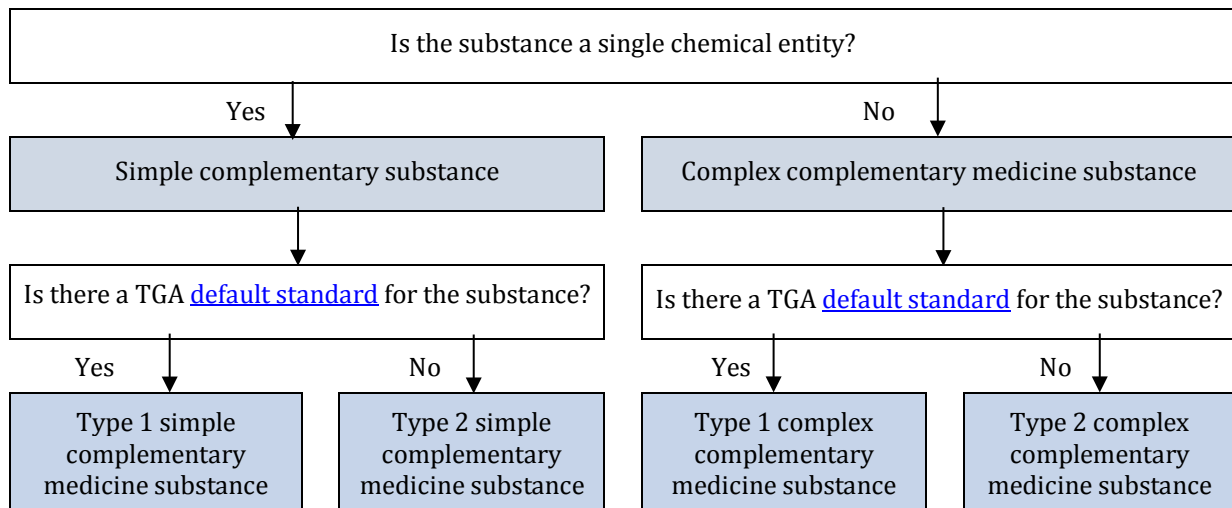 Is the substance a single chemical entity?
Yes
No
Simple complementary substance
Complex complementary medicine substance
Is there a TGA default standard for the substance?
Is there a TGA default standard for the substance?
Yes
No
Yes
No
Type 1 simple
complementary
medicine substance
Type 2 simple
complementary
medicine substance
Type 1 complex
complementary
medicine substance
Type 2 complex
complementary
medicine substance